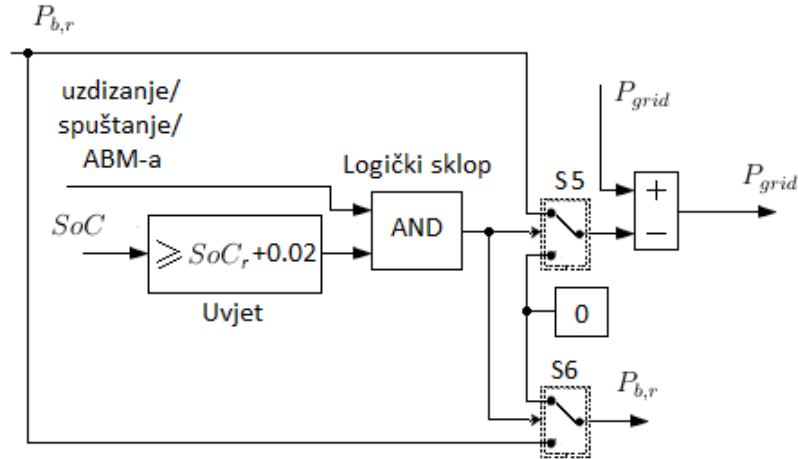 P_{b,r}
uzdizanje/
spuštanje/
ABM-a
Logički sklop
P_{grid}
S5
+
−
P_{grid}
SoC
⩾ SoC_r+0.02
AND
Uvjet
0
S6
P_{b,r}